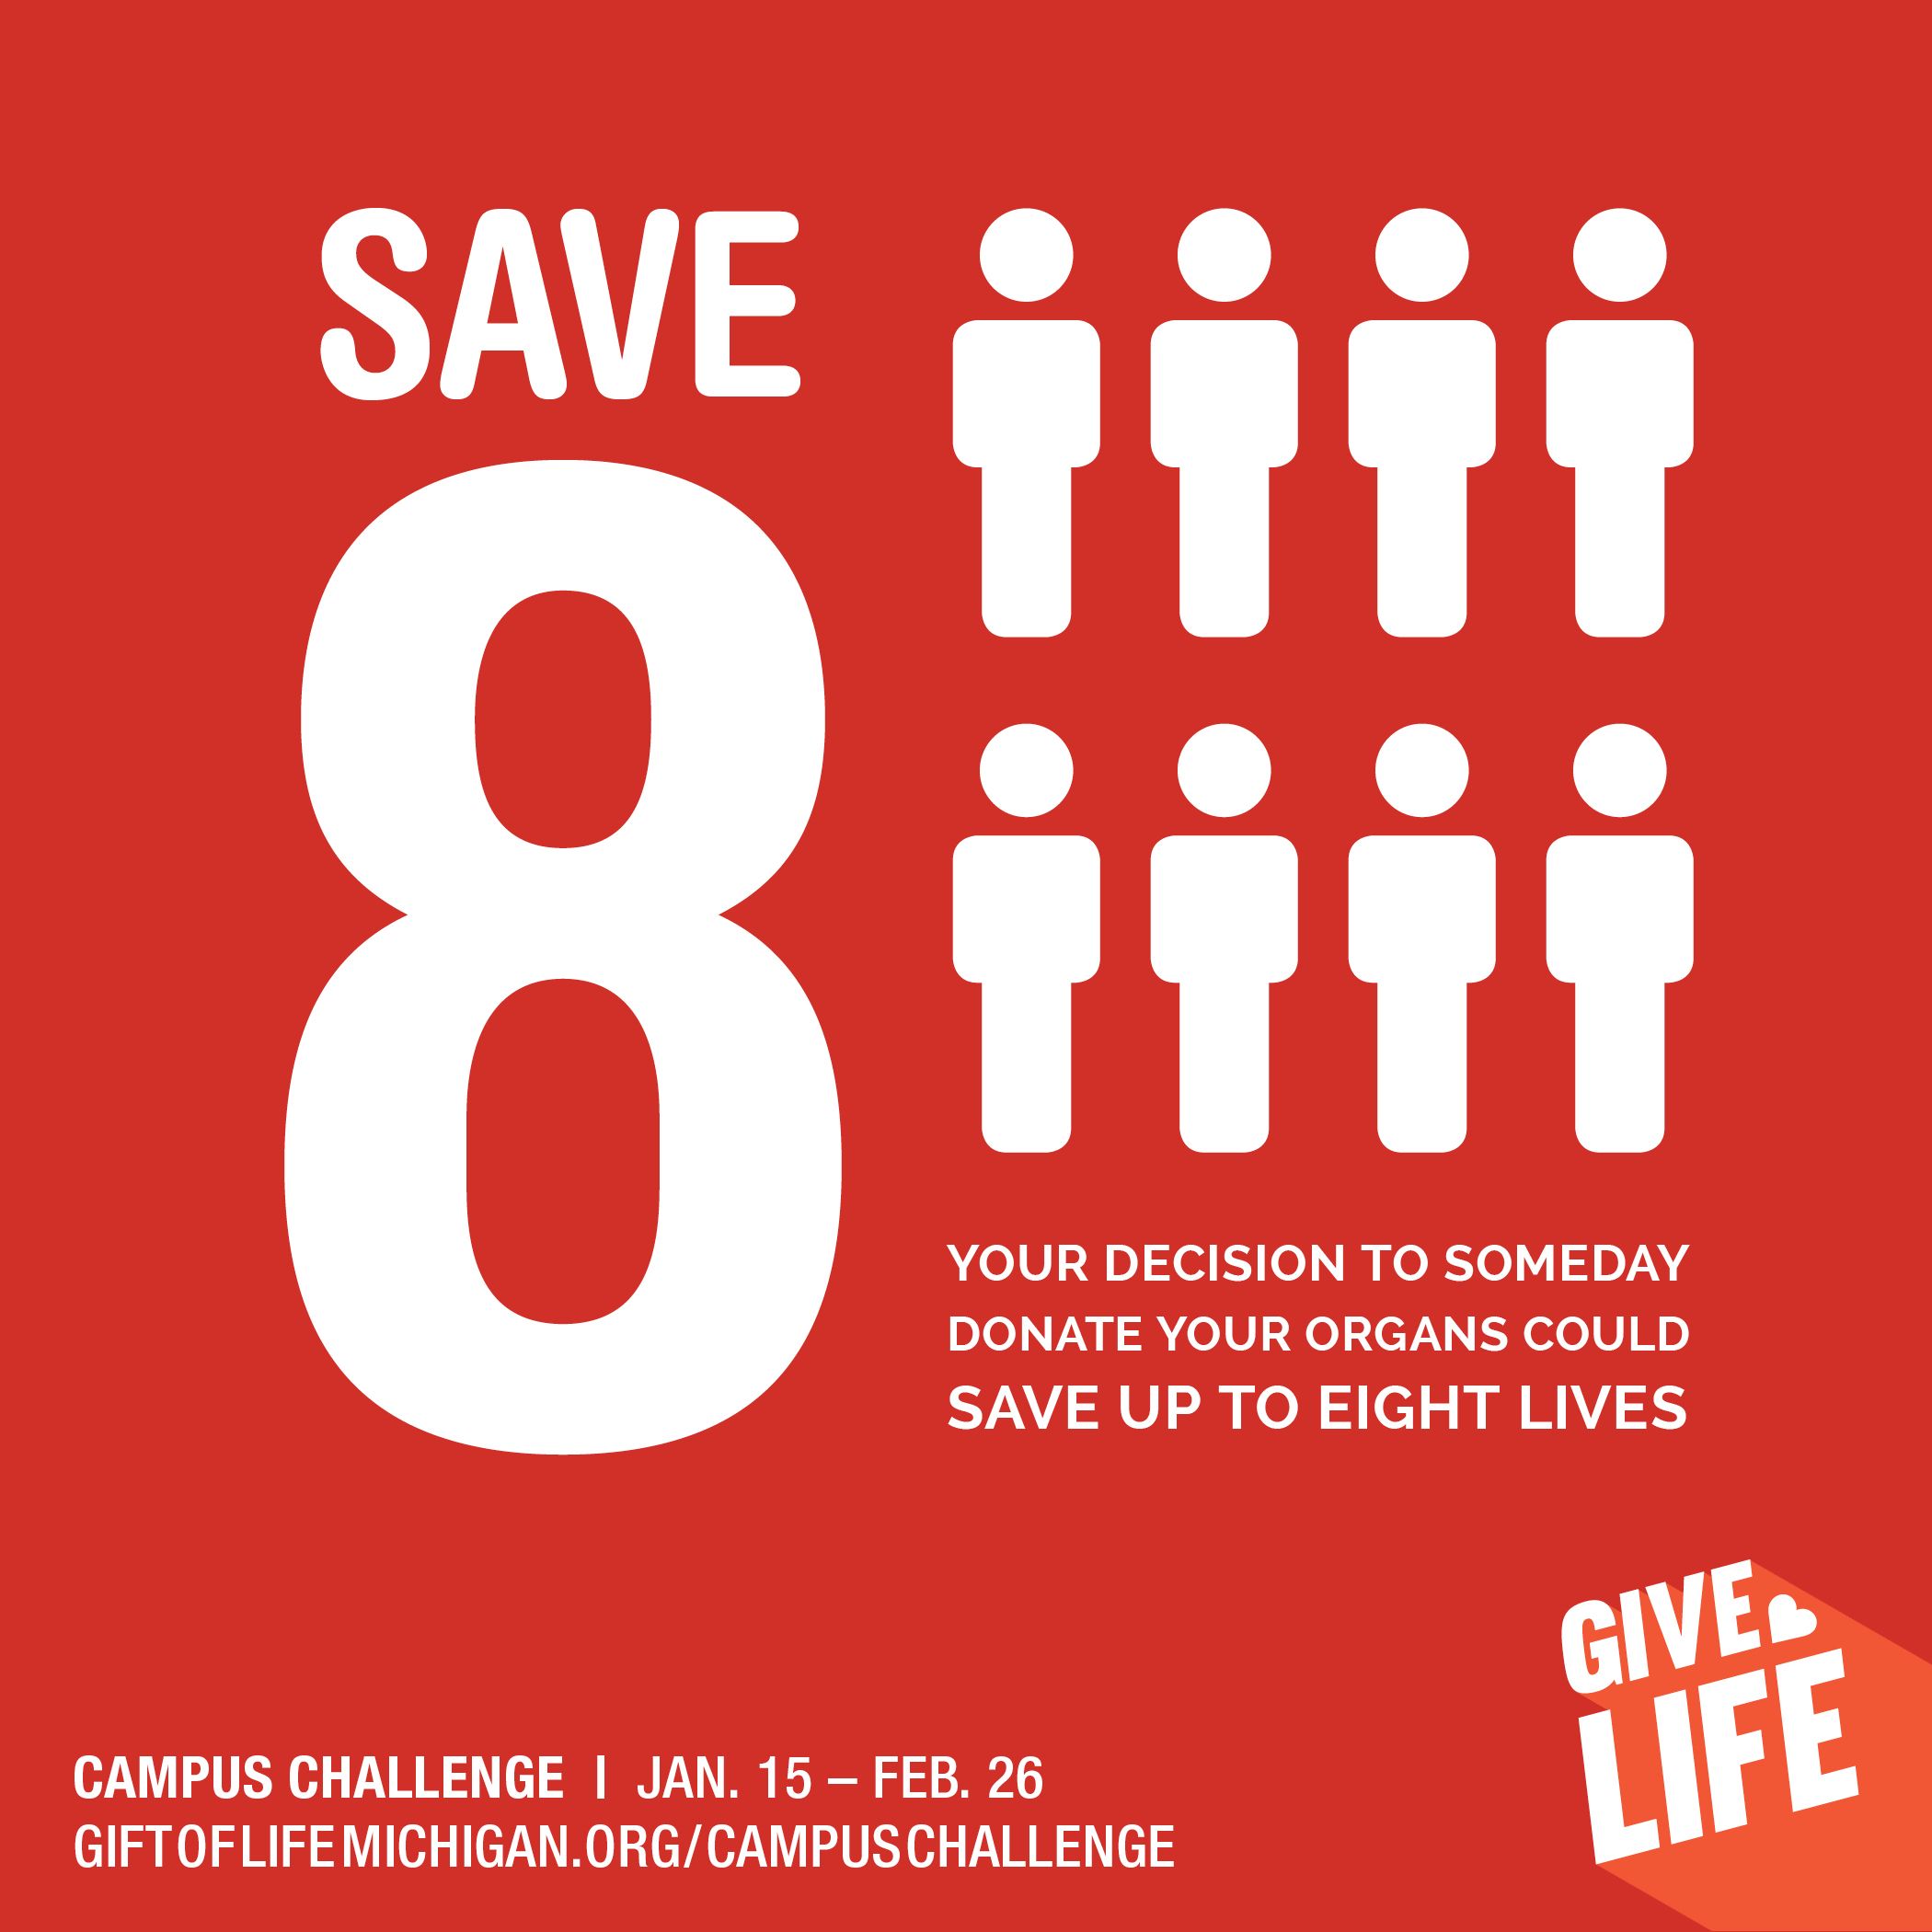 SAVE
8
YOUR DECISION TO SOMEDAY
DONATE YOUR ORGANS COULD
SAVE UP TO EIGHT LIVES
GIVE
LIFE
CAMPUS CHALLENGE | JAN. 15 – FEB. 26
GIFTOFLIFEMICHIGAN.ORG/CAMPUSCHALLENGE